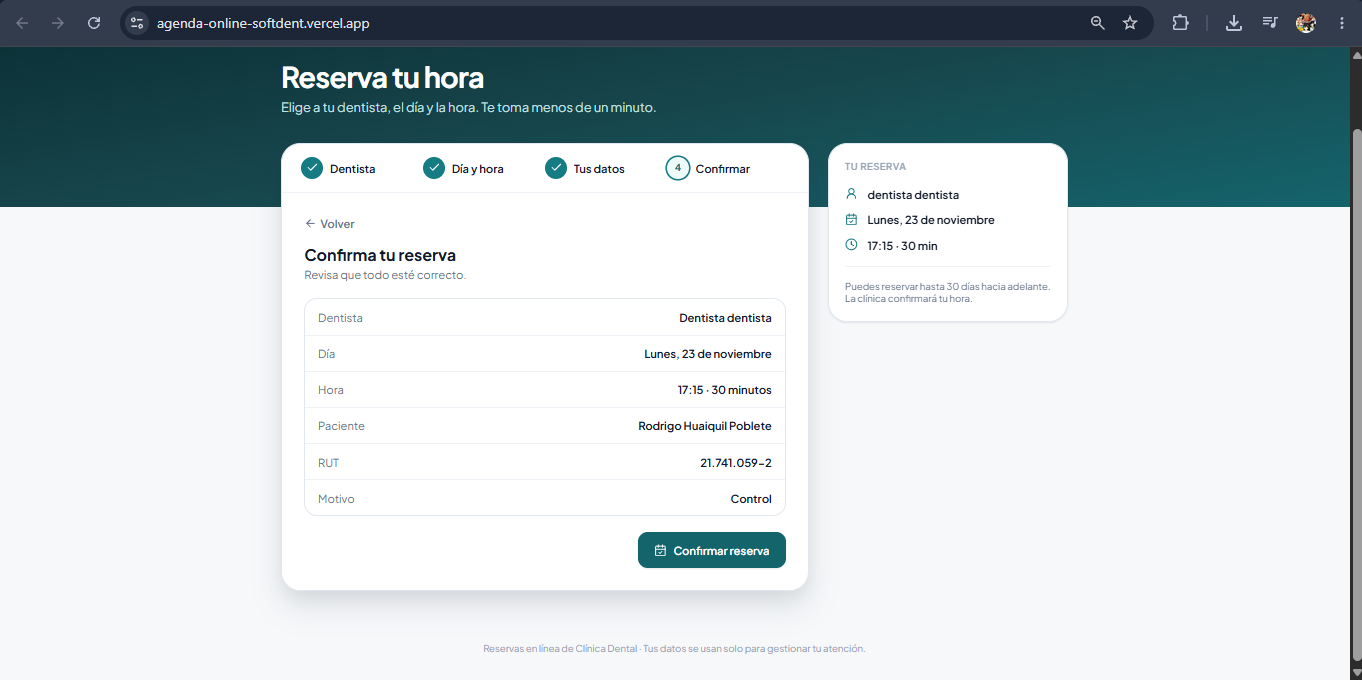 agenda-online-softdent.vercel.app
Reserva tu hora
Elige a tu dentista, el día y la hora. Te toma menos de un minuto.
Dentista
Día y hora
Tus datos
4 Confirmar
← Volver
Confirma tu reserva
Revisa que todo esté correcto.
Dentista Dentista dentista
Día Lunes, 23 de noviembre
Hora 17:15 · 30 minutos
Paciente Rodrigo Huaiquil Poblete
RUT 21.741.059-2
Motivo Control
Confirmar reserva
TU RESERVA
dentista dentista
Lunes, 23 de noviembre
17:15 · 30 min
Puedes reservar hasta 30 días hacia adelante.
La clínica confirmará tu hora.
Reservas en línea de Clínica Dental · Tus datos se usan solo para gestionar tu atención.